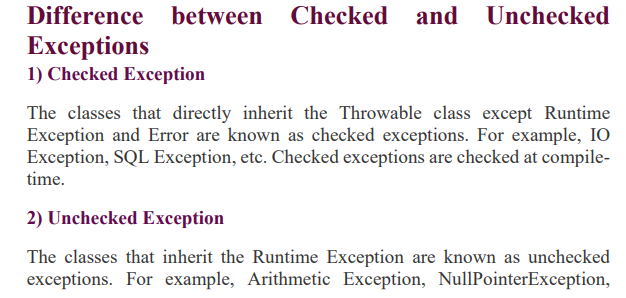 Difference between Checked and Unchecked
Exceptions
1) Checked Exception
The classes that directly inherit the Throwable class except Runtime
Exception and Error are known as checked exceptions. For example, IO
Exception, SQL Exception, etc. Checked exceptions are checked at compile-
time.
2) Unchecked Exception
The classes that inherit the Runtime Exception are known as unchecked
exceptions. For example, Arithmetic Exception, NullPointerException,